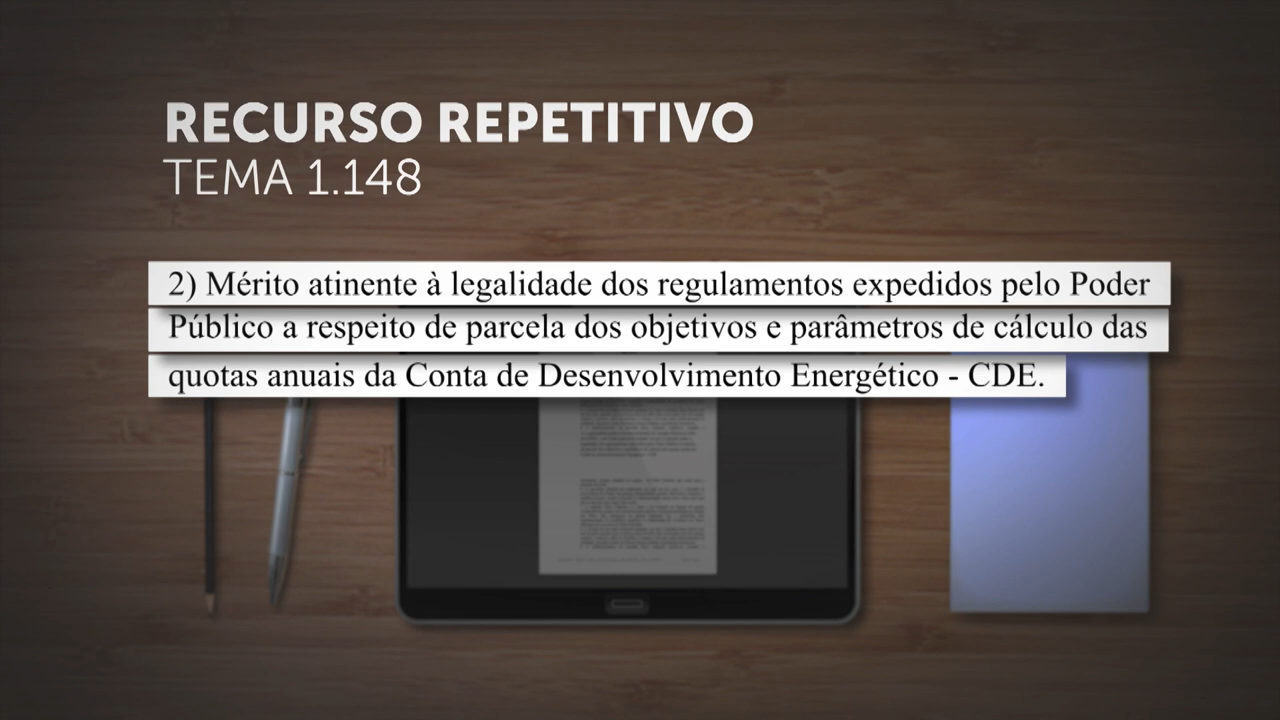 RECURSO REPETITIVO
TEMA 1.148
2) Mérito atinente à legalidade dos regulamentos expedidos pelo Poder
Público a respeito de parcela dos objetivos e parâmetros de cálculo das
quotas anuais da Conta de Desenvolvimento Energético - CDE.